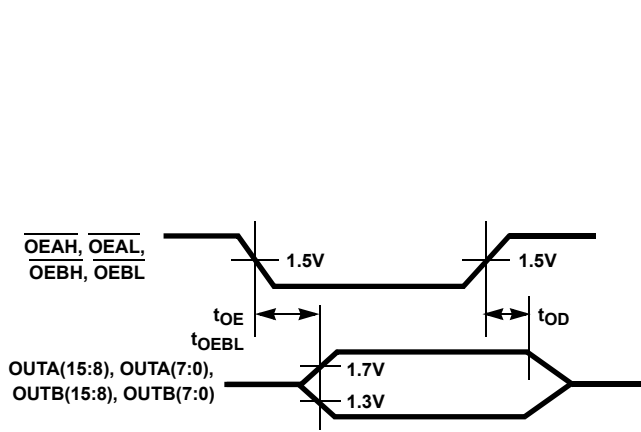 OEAH, OEAL,
OEBH, OEBL
1.5V
1.5V
tOE
tOEBL
tOD
OUTA(15:8), OUTA(7:0),
OUTB(15:8), OUTB(7:0)
1.7V
1.3V